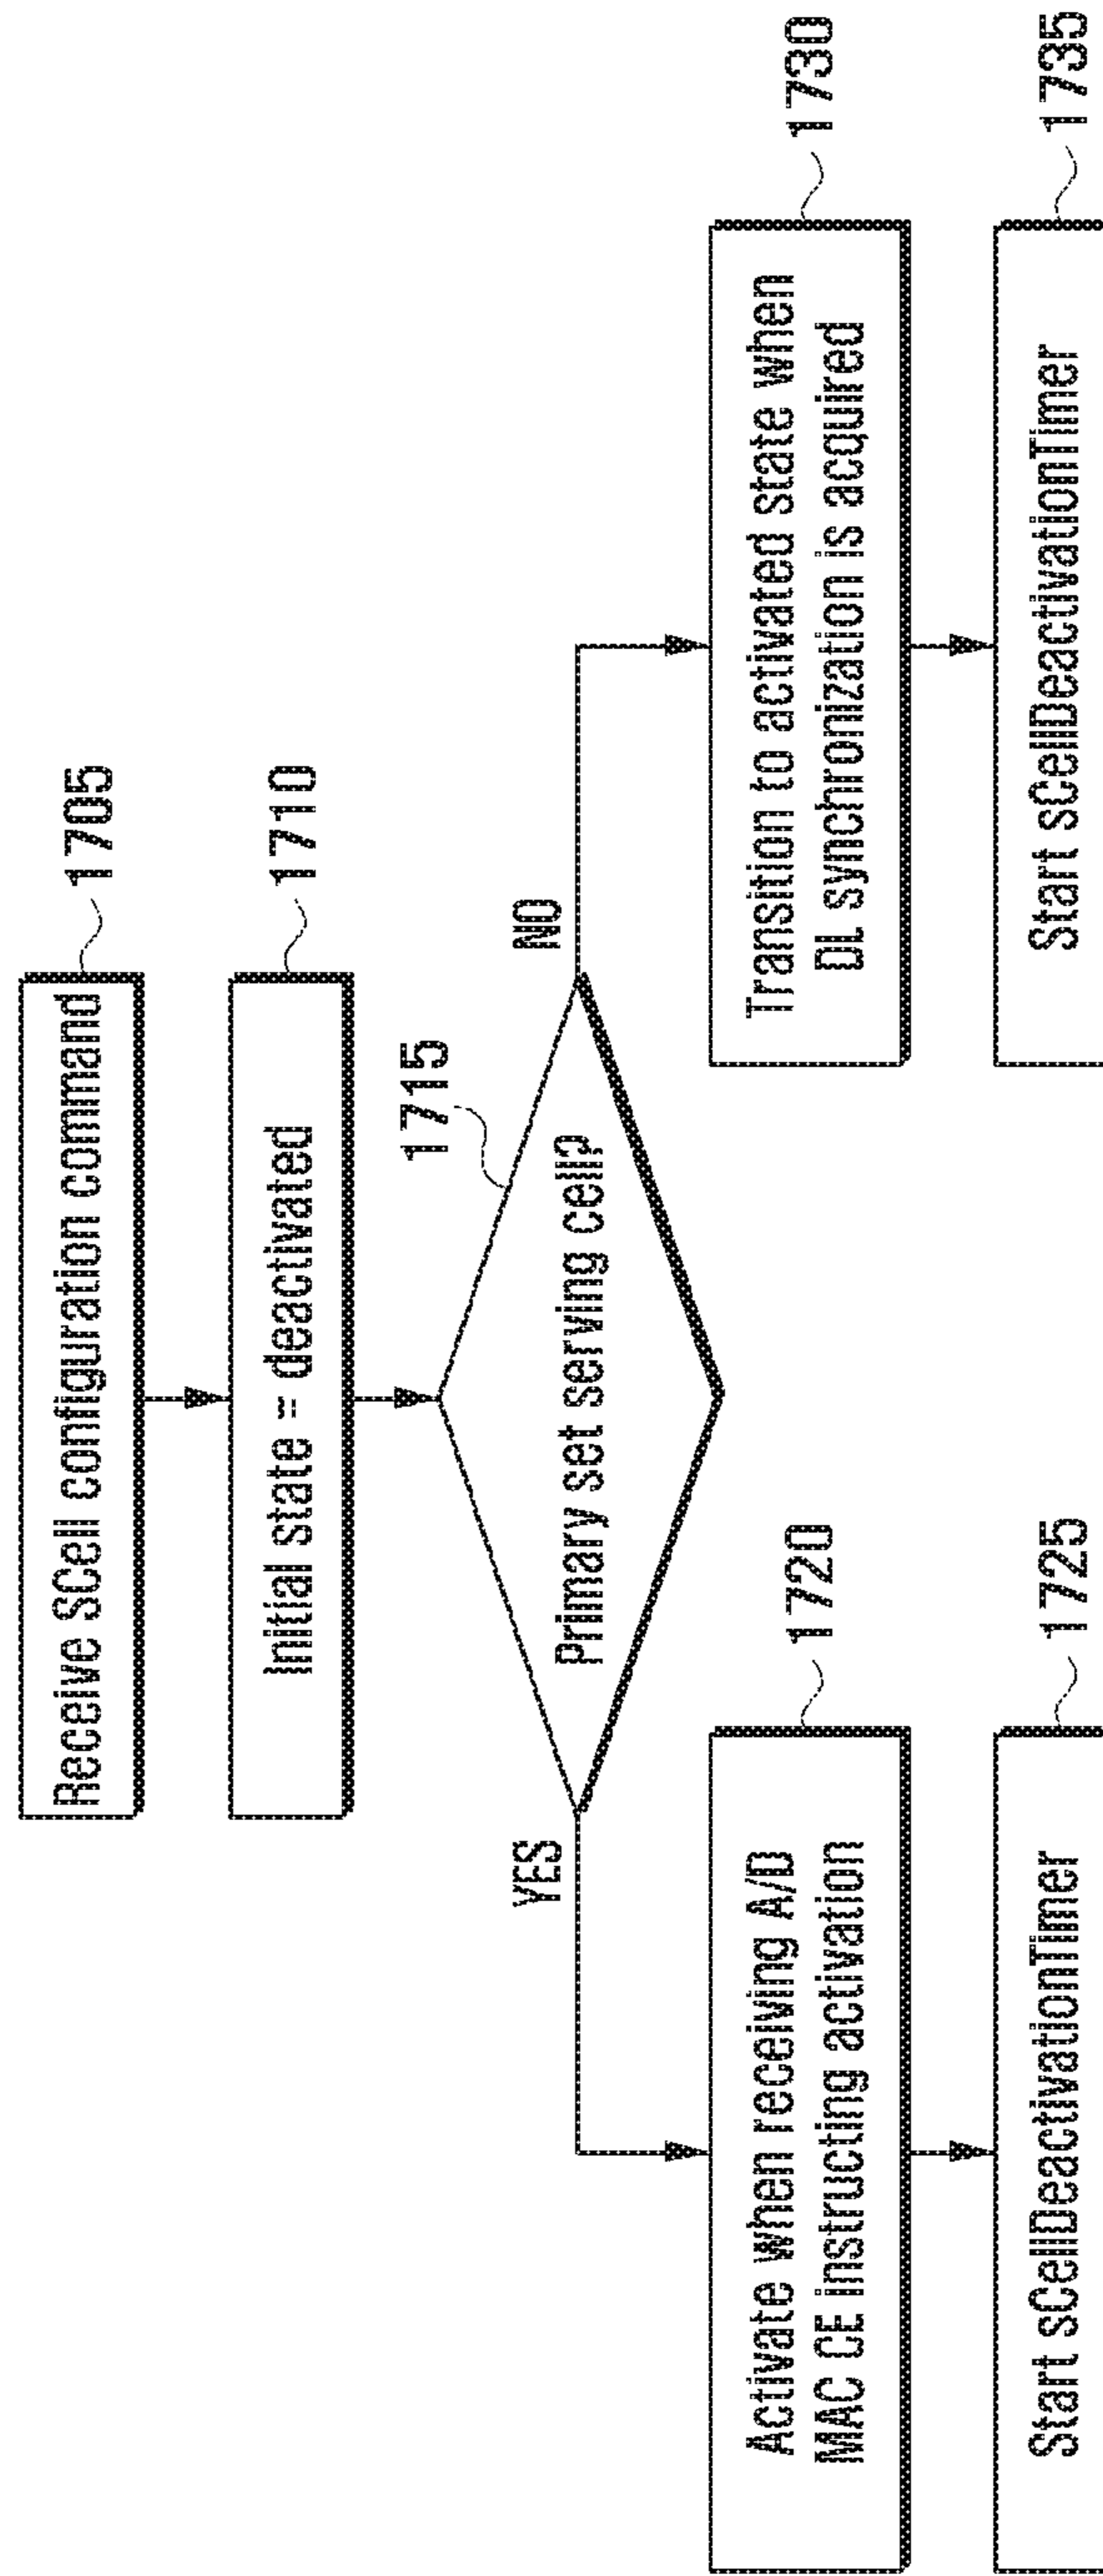 Receive SCell configuration command
1705
Initial state = deactivated
1710
1715
Primary set serving cell?
YES
NO
Activate when receiving A/D
MAC CE instructing activation
1720
Transition to activated state when
DL synchronization is acquired
1730
Start sCellDeactivationTimer
1725
Start sCellDeactivationTimer
1735